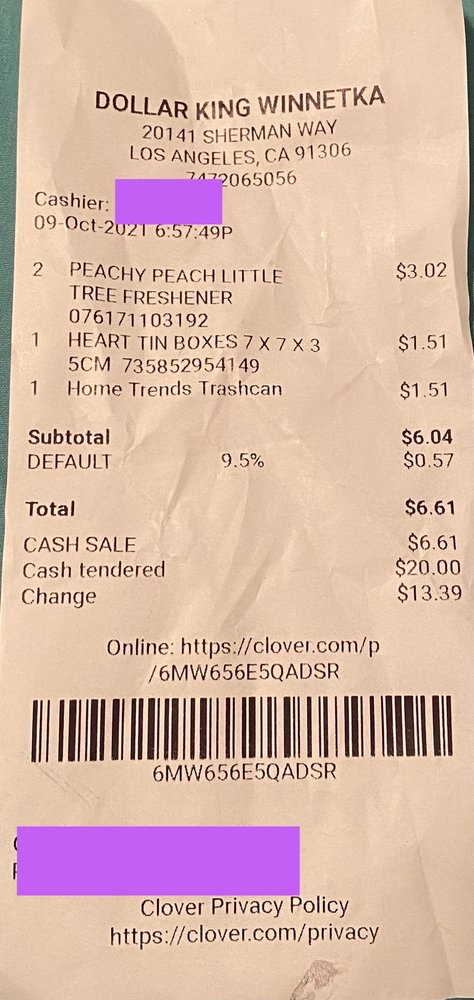 DOLLAR KING WINNETKA
20141 SHERMAN WAY
LOS ANGELES, CA 91306
7472065056
Cashier:
09-Oct-2021 6:57:49P
2 PEACHY PEACH LITTLE $3.02
TREE FRESHENER
076171103192
1 HEART TIN BOXES 7 X 7 X 3 $1.51
5CM 735852954149
1 Home Trends Trashcan $1.51
Subtotal $6.04
DEFAULT 9.5% $0.57
Total $6.61
CASH SALE $6.61
Cash tendered $20.00
Change $13.39
Online: https://clover.com/p
/6MW656E5QADSR
6MW656E5QADSR
Clover Privacy Policy
https://clover.com/privacy